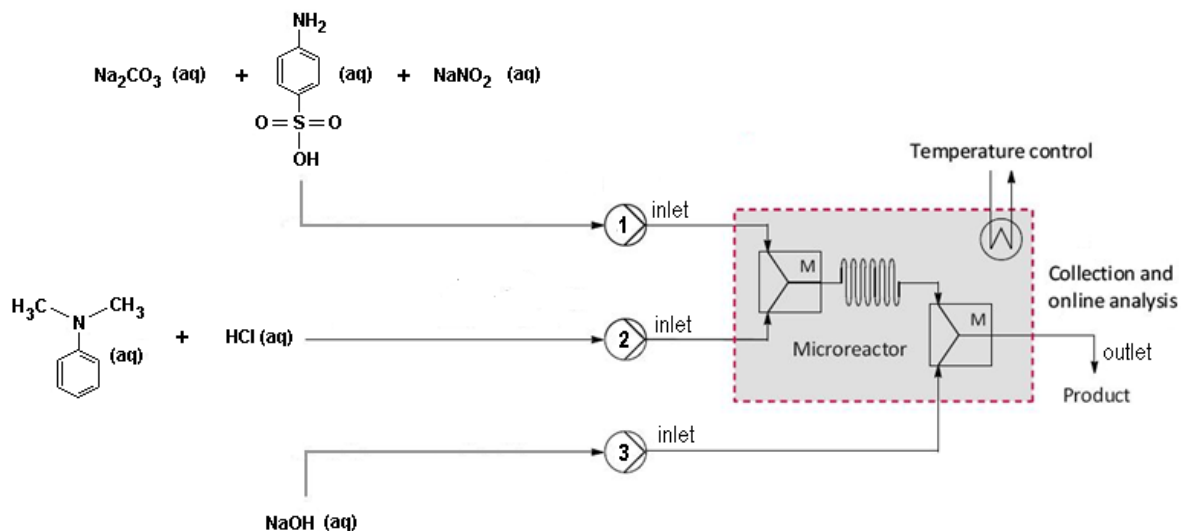 NH₂
Na₂CO₃ (aq) + (aq) + NaNO₂ (aq)
O=S=O
OH
Temperature control
1 inlet
M
Collection and
online analysis
H₃C CH₃
N
(aq) + HCl (aq)
2 inlet
Microreactor
M
outlet
Product
3 inlet
NaOH (aq)